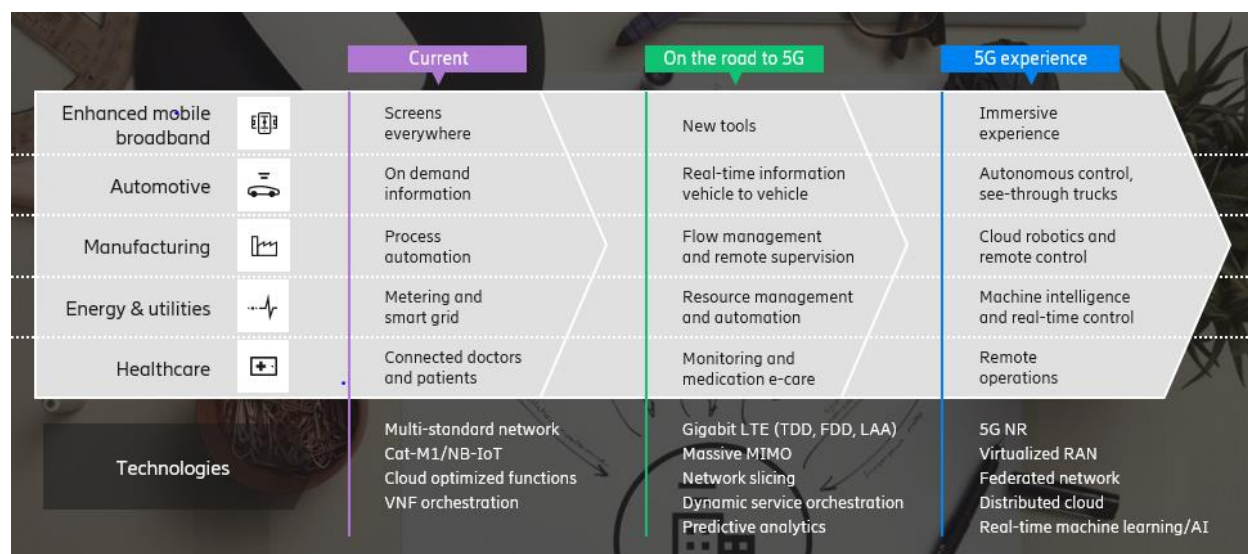 Current
On the road to 5G
5G experience
Enhanced mobile
broadband
Screens
everywhere
New tools
Immersive
experience
Automotive
On demand
information
Real-time information
vehicle to vehicle
Autonomous control,
see-through trucks
Manufacturing
Process
automation
Flow management
and remote supervision
Cloud robotics and
remote control
Energy & utilities
Metering and
smart grid
Resource management
and automation
Machine intelligence
and real-time control
Healthcare
Connected doctors
and patients
Monitoring and
medication e-care
Remote
operations
Technologies
Multi-standard network
Cat-M1/NB-IoT
Cloud optimized functions
VNF orchestration
Gigabit LTE (TDD, FDD, LAA)
Massive MIMO
Network slicing
Dynamic service orchestration
Predictive analytics
5G NR
Virtualized RAN
Federated network
Distributed cloud
Real-time machine learning/AI